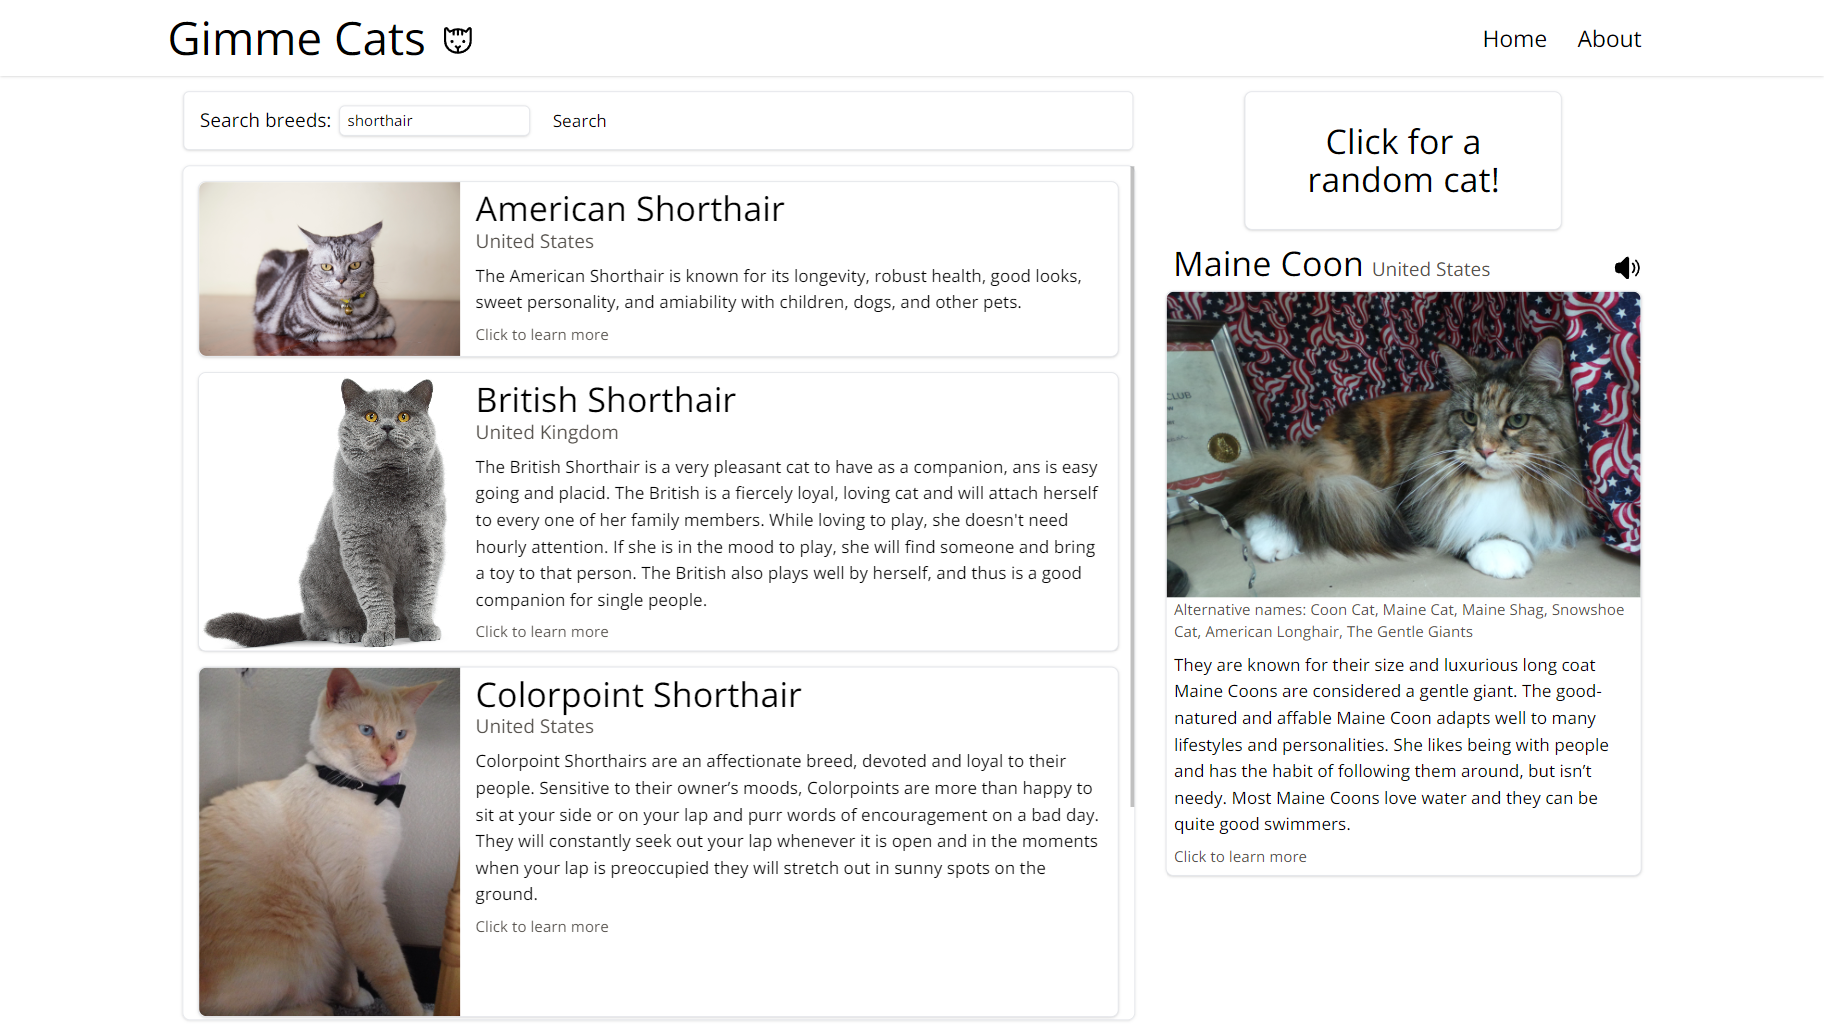 Gimme Cats
Home
About
Search breeds:
shorthair
Search
American Shorthair
United States
The American Shorthair is known for its longevity, robust health, good looks,
sweet personality, and amiability with children, dogs, and other pets.
Click to learn more
British Shorthair
United Kingdom
The British Shorthair is a very pleasant cat to have as a companion, ans is easy
going and placid. The British is a fiercely loyal, loving cat and will attach herself
to every one of her family members. While loving to play, she doesn't need
hourly attention. If she is in the mood to play, she will find someone and bring
a toy to that person. The British also plays well by herself, and thus is a good
companion for single people.
Click to learn more
Colorpoint Shorthair
United States
Colorpoint Shorthairs are an affectionate breed, devoted and loyal to their
people. Sensitive to their owner’s moods, Colorpoints are more than happy to
sit at your side or on your lap and purr words of encouragement on a bad day.
They will constantly seek out your lap whenever it is open and in the moments
when your lap is preoccupied they will stretch out in sunny spots on the
ground.
Click to learn more
Click for a
random cat!
Maine Coon United States
CLUB
Alternative names: Coon Cat, Maine Cat, Maine Shag, Snowshoe
Cat, American Longhair, The Gentle Giants
They are known for their size and luxurious long coat
Maine Coons are considered a gentle giant. The good-
natured and affable Maine Coon adapts well to many
lifestyles and personalities. She likes being with people
and has the habit of following them around, but isn’t
needy. Most Maine Coons love water and they can be
quite good swimmers.
Click to learn more